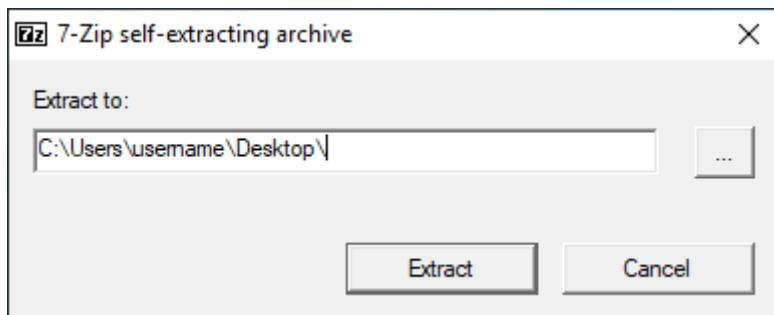 7z 7-Zip self-extracting archive
Extract to:
C:\Users\username\Desktop\
...
Extract Cancel